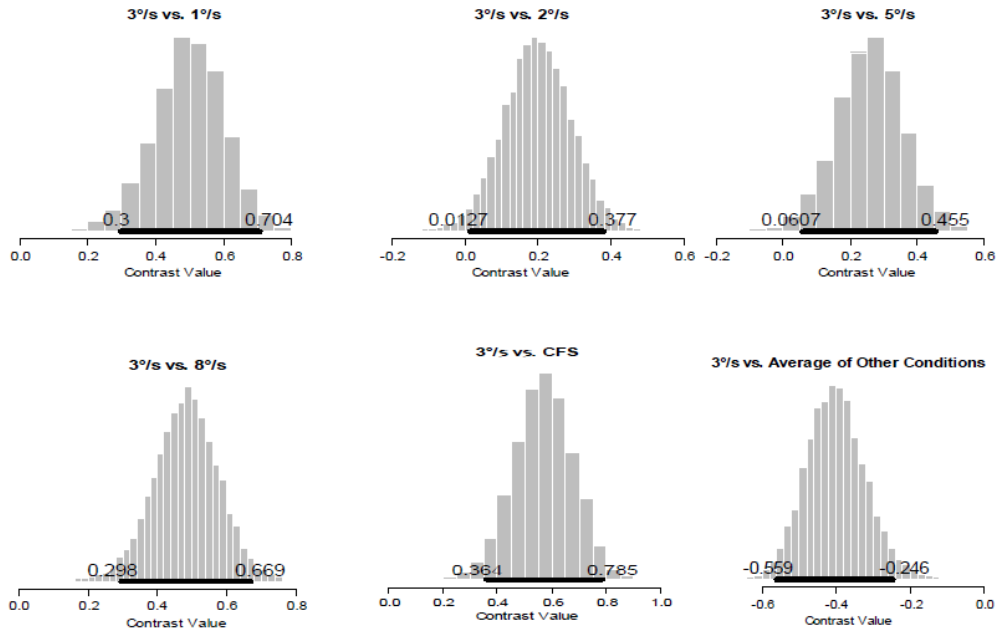 3°/s vs. 1°/s
0.3 0.704
0.0 0.2 0.4 0.6 0.8
Contrast Value
3°/s vs. 2°/s
0.0127 0.377
-0.2 0.0 0.2 0.4 0.6
Contrast Value
3°/s vs. 5°/s
0.0607 0.455
-0.2 0.0 0.2 0.4 0.6
Contrast Value
3°/s vs. 8°/s
0.298 0.669
0.0 0.2 0.4 0.6 0.8
Contrast Value
3°/s vs. CFS
0.364 0.785
0.0 0.2 0.4 0.6 0.8 1.0
Contrast Value
3°/s vs. Average of Other Conditions
-0.559 -0.246
-0.6 -0.4 -0.2 0.0
Contrast Value